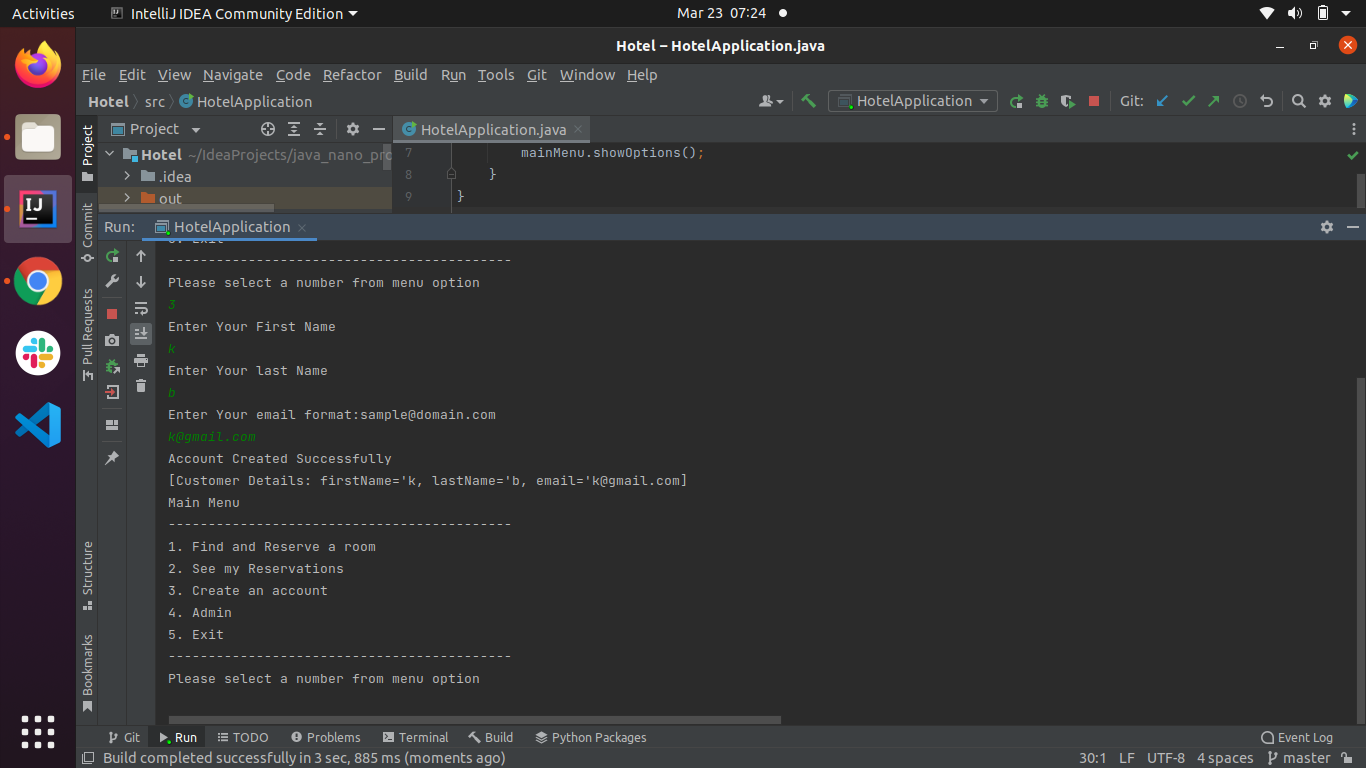 Activities IntelliJ IDEA Community Edition Mar 23 07:24
Hotel – HotelApplication.java
File Edit View Navigate Code Refactor Build Run Tools Git Window Help
Hotel src HotelApplication HotelApplication Git:
Project Project HotelApplication.java
Hotel ~/IdeaProjects/java_nano_pro 7 mainMenu.showOptions();
.idea 8 }
out 9 }
Commit
Pull Requests
Structure
Bookmarks
Run: HotelApplication
5. Exit
-------------------------------------------
Please select a number from menu option
3
Enter Your First Name
k
Enter Your last Name
b
Enter Your email format:sample@domain.com
k@gmail.com
Account Created Successfully
[Customer Details: firstName='k, lastName='b, email='k@gmail.com]
Main Menu
-------------------------------------------
1. Find and Reserve a room
2. See my Reservations
3. Create an account
4. Admin
5. Exit
-------------------------------------------
Please select a number from menu option
Git Run TODO Problems Terminal Build Python Packages Event Log
Build completed successfully in 3 sec, 885 ms (moments ago) 30:1 LF UTF-8 4 spaces master